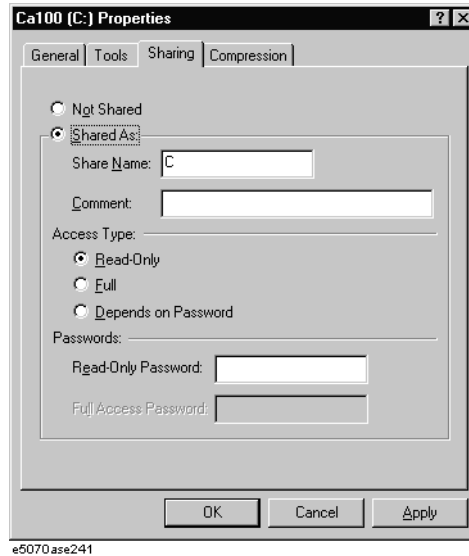 Ca100 (C:) Properties
General Tools Sharing Compression
Not Shared
Shared As:
Share Name: C
Comment:
Access Type:
Read-Only
Full
Depends on Password
Passwords:
Read-Only Password:
Full Access Password:
OK Cancel Apply
e5070ase241